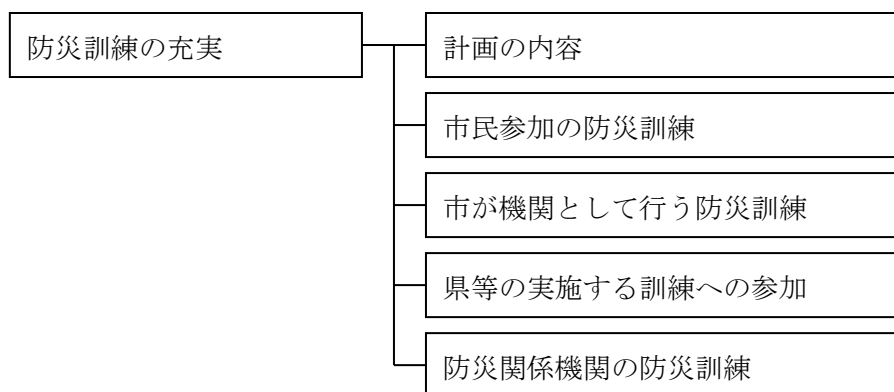 防災訓練の充実
計画の内容
市民参加の防災訓練
市が機関として行う防災訓練
県等の実施する訓練への参加
防災関係機関の防災訓練